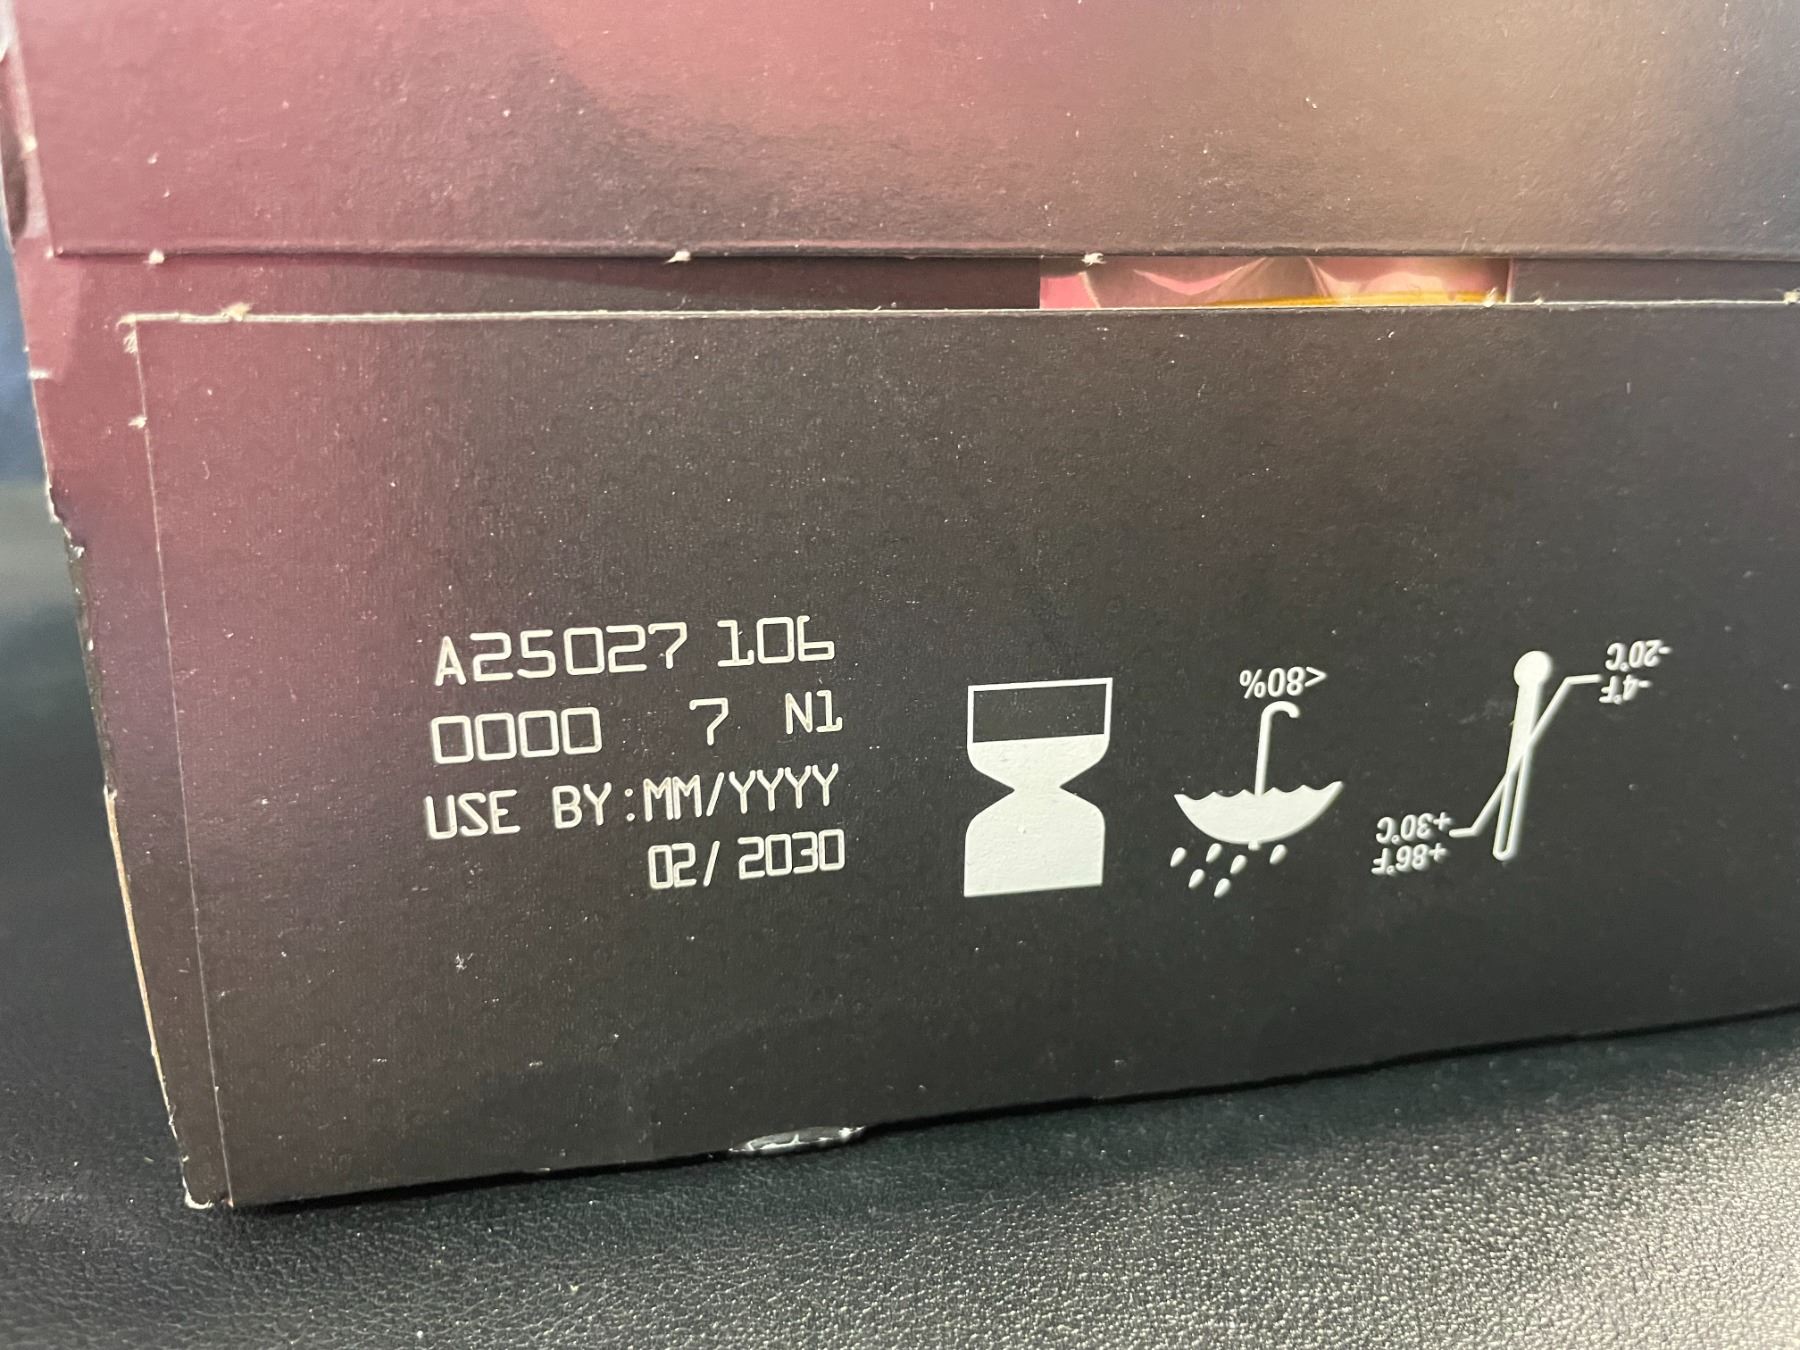 A25027 106
0000 7 N1
USE BY:MM/YYYY
02/ 2030
<80%
-20°C
-4°F
+30°C
+86°F